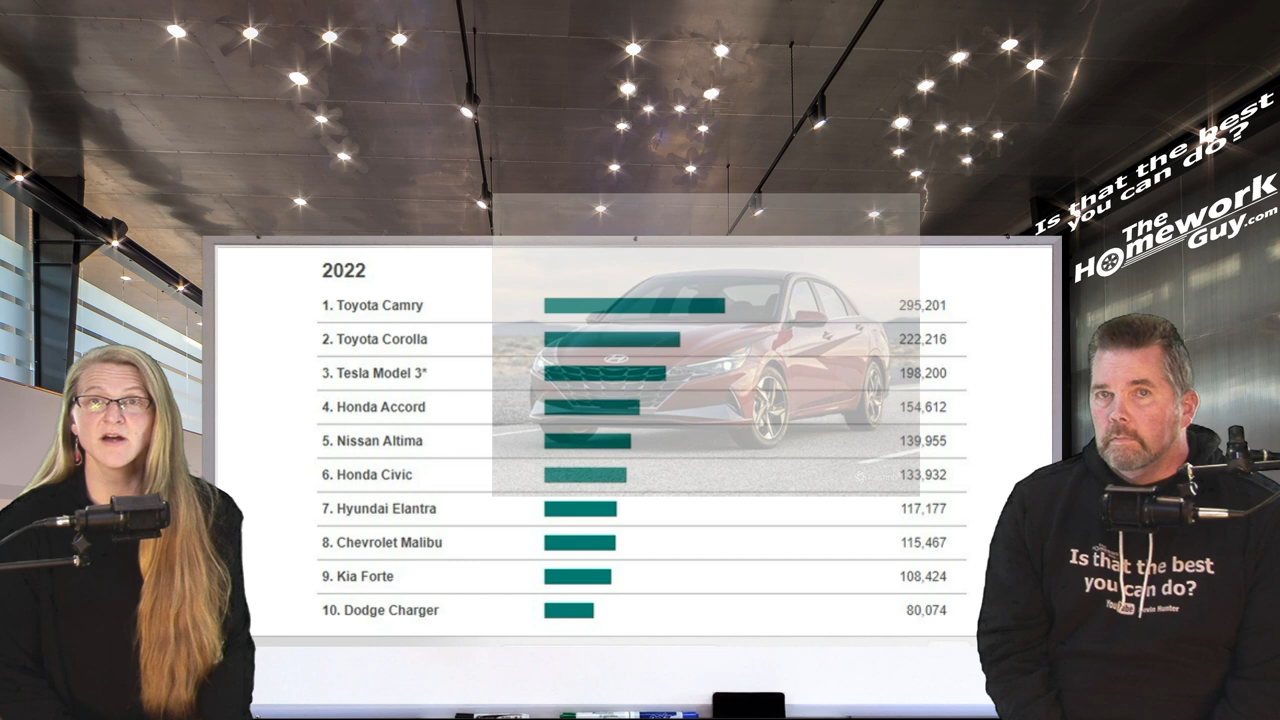 Is that the best
you can do?
The
Homework
Guy.com
2022
1. Toyota Camry 295,201
2. Toyota Corolla 222,216
3. Tesla Model 3* 198,200
4. Honda Accord 154,612
5. Nissan Altima 139,955
6. Honda Civic 133,932
7. Hyundai Elantra 117,177
8. Chevrolet Malibu 115,467
9. Kia Forte 108,424
10. Dodge Charger 80,074
Is that the best
you can do?
YouTube Kevin Hunter